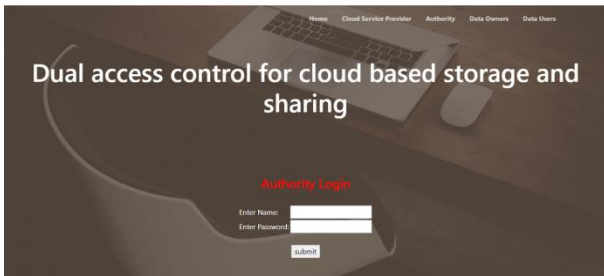 Home Cloud Service Provider Authority Data Owners Data Users
Dual access control for cloud based storage and
sharing
Authority Login
Enter Name:
Enter Password:
submit